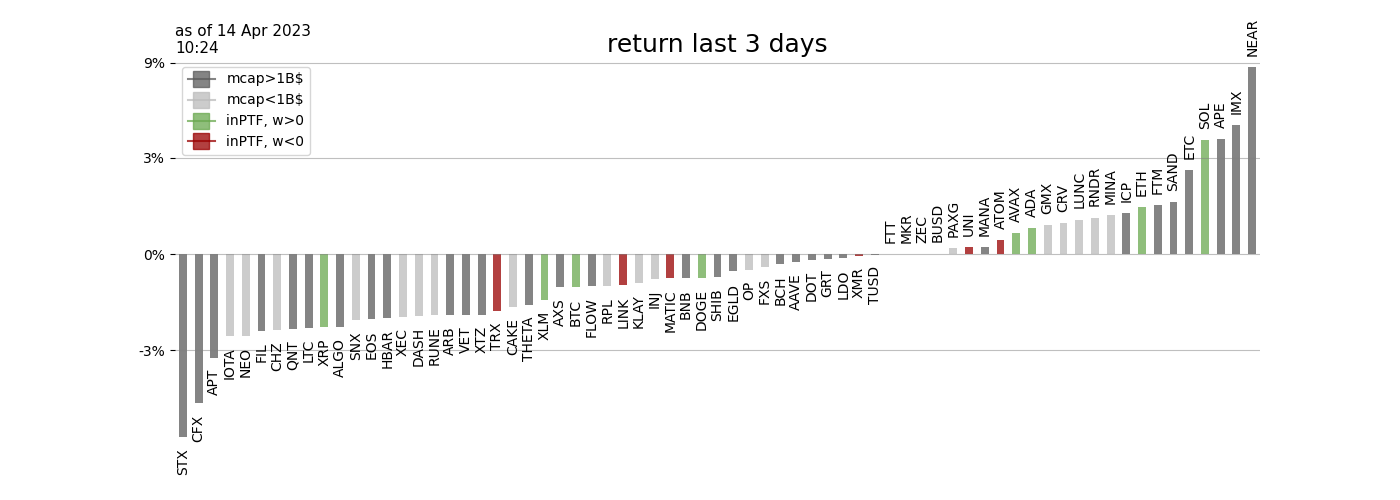 as of 14 Apr 2023
10:24
return last 3 days
9%
3%
0%
-3%
mcap>1B$
mcap<1B$
inPTF, w>0
inPTF, w<0
STX
CFX
APT
IOTA
NEO
FIL
CHZ
QNT
LTC
XRP
ALGO
SNX
EOS
HBAR
XEC
DASH
RUNE
ARB
VET
XTZ
TRX
CAKE
THETA
XLM
AXS
BTC
FLOW
RPL
LINK
KLAY
INJ
MATIC
BNB
DOGE
SHIB
EGLD
OP
FXS
BCH
AAVE
DOT
GRT
LDO
XMR
TUSD
FTT
MKR
ZEC
BUSD
PAXG
UNI
MANA
ATOM
AVAX
ADA
GMX
CRV
LUNC
RNDR
MINA
ICP
ETH
FTM
SAND
ETC
SOL
APE
IMX
NEAR